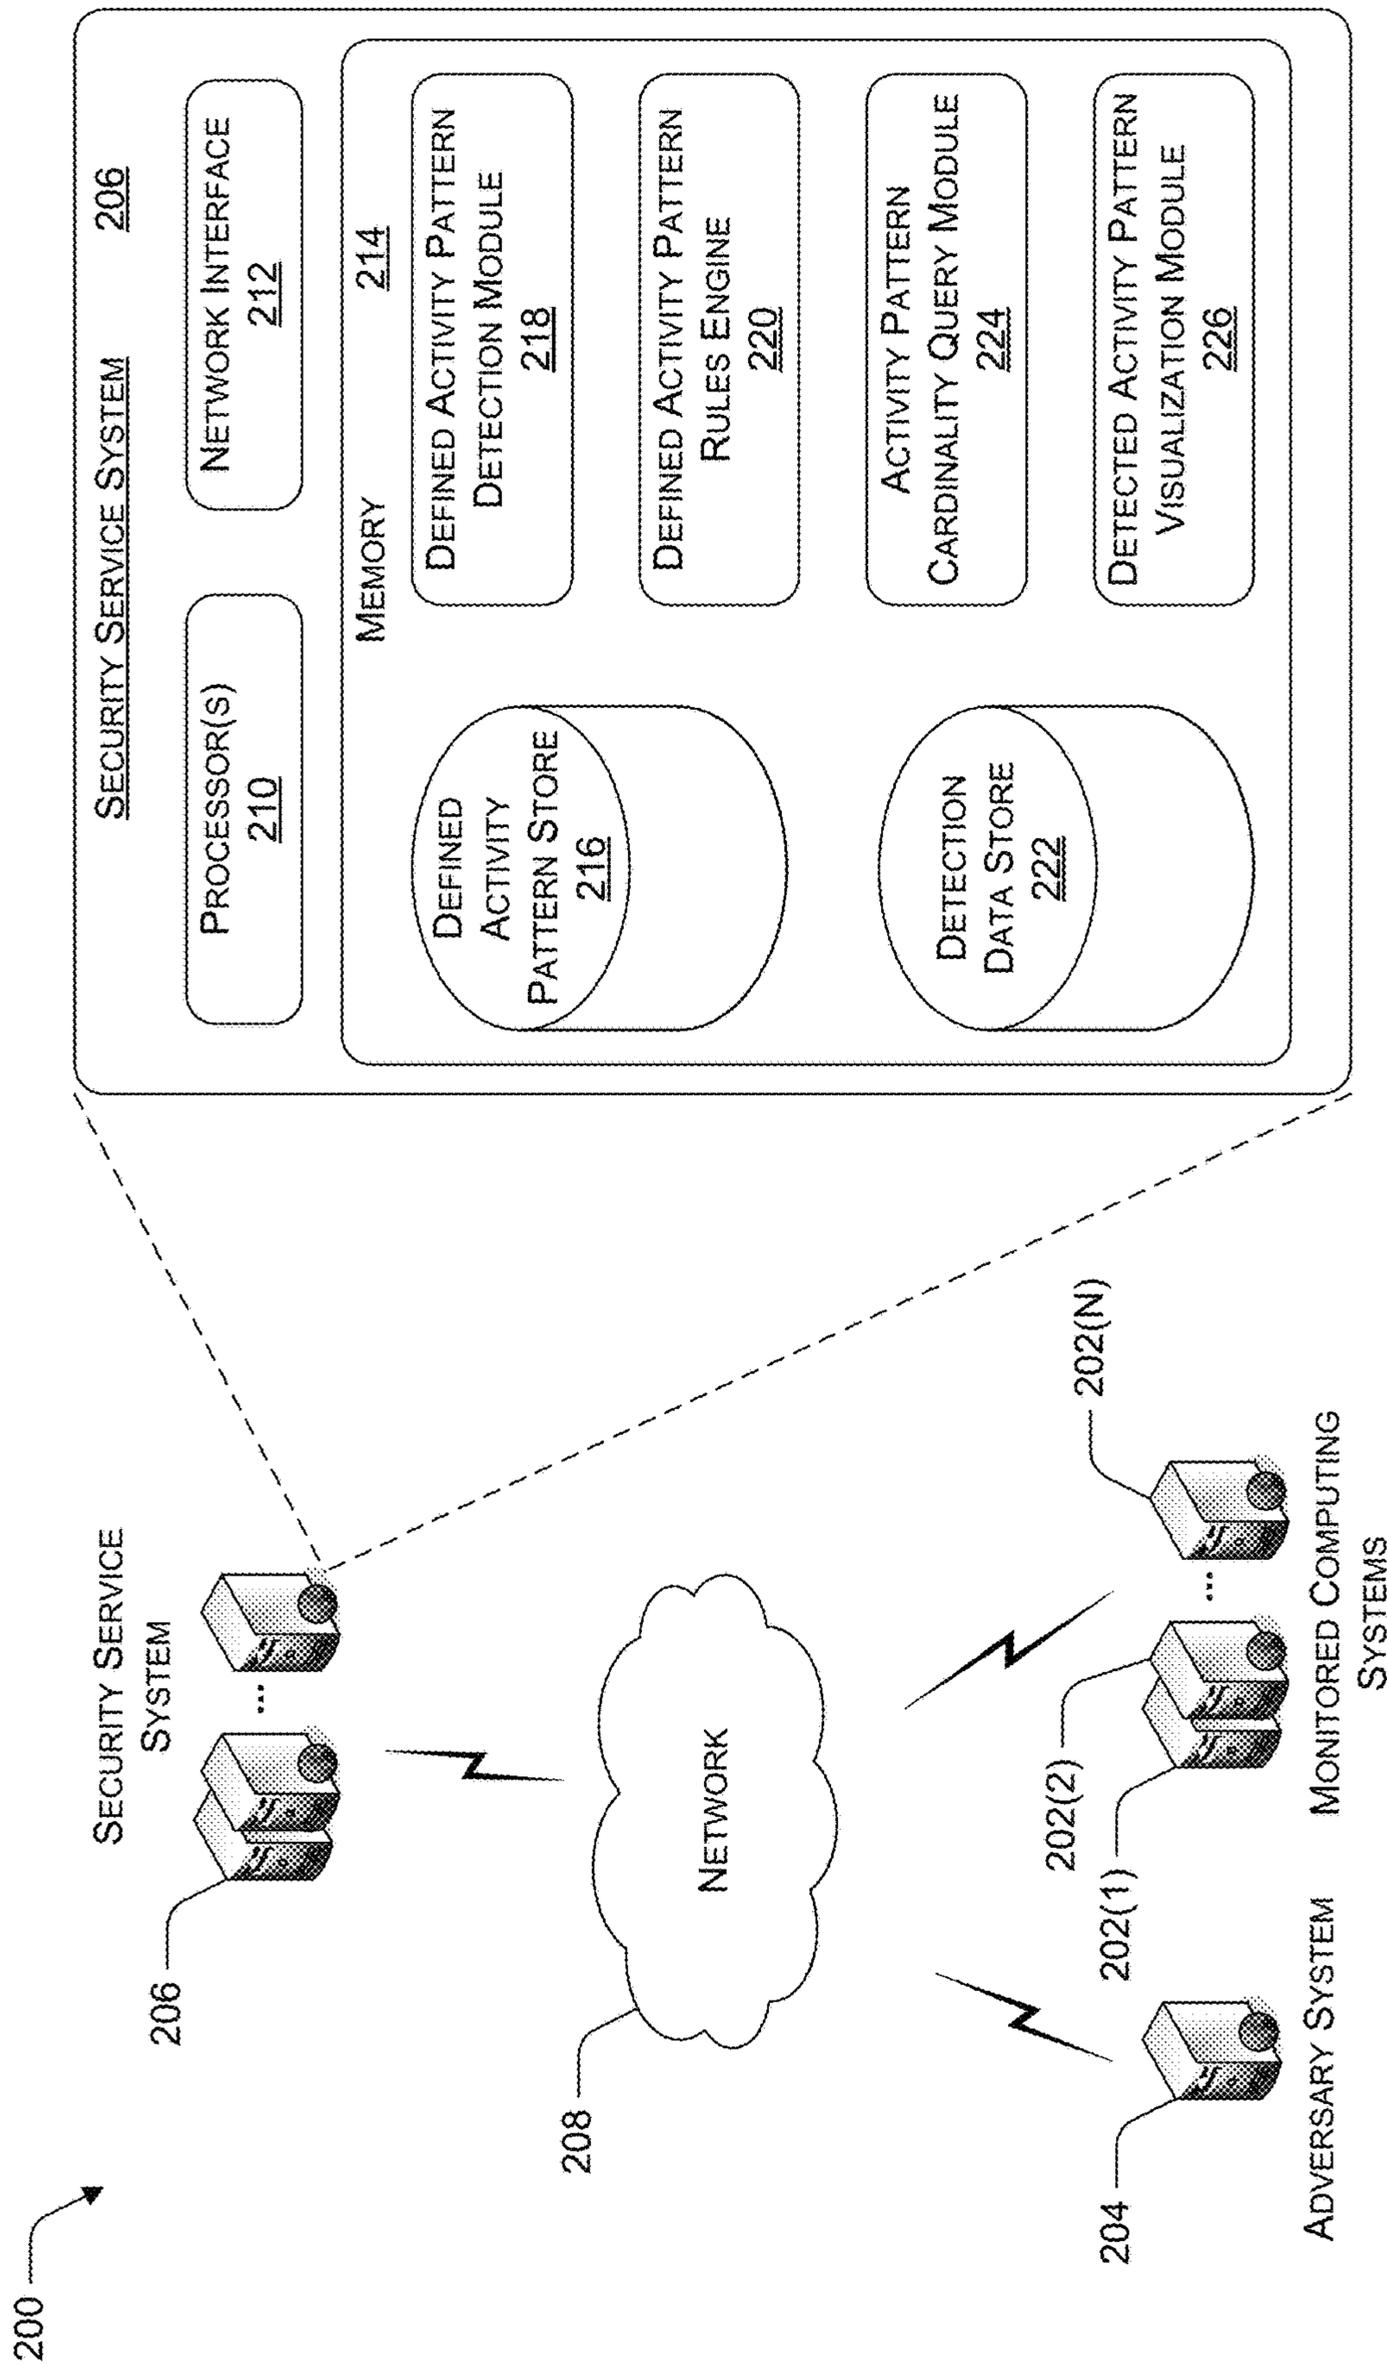 200
SECURITY SERVICE
SYSTEM
206
...
208
NETWORK
204
ADVERSARY SYSTEM
202(1)
202(2)
...
202(N)
MONITORED COMPUTING
SYSTEMS
SECURITY SERVICE SYSTEM 206
PROCESSOR(S)
210
NETWORK INTERFACE
212
MEMORY 214
DEFINED
ACTIVITY
PATTERN STORE
216
DETECTION
DATA STORE
222
DEFINED ACTIVITY PATTERN
DETECTION MODULE
218
DEFINED ACTIVITY PATTERN
RULES ENGINE
220
ACTIVITY PATTERN
CARDINALITY QUERY MODULE
224
DETECTED ACTIVITY PATTERN
VISUALIZATION MODULE
226